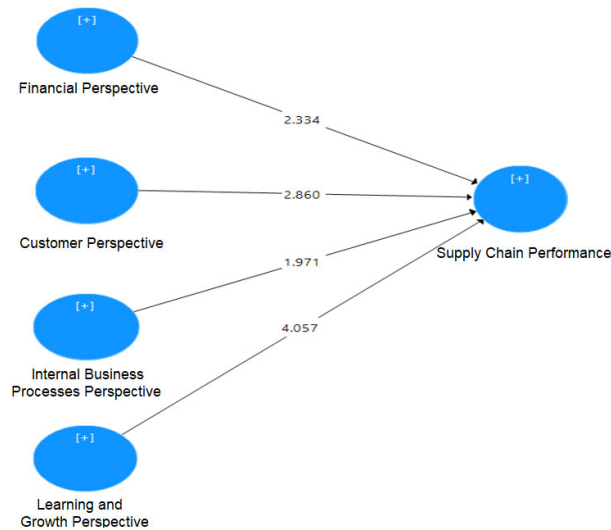 [+]
Financial Perspective
2.334
[+]
Customer Perspective
2.860
[+]
Supply Chain Performance
1.971
[+]
Internal Business
Processes Perspective
4.057
[+]
Learning and
Growth Perspective